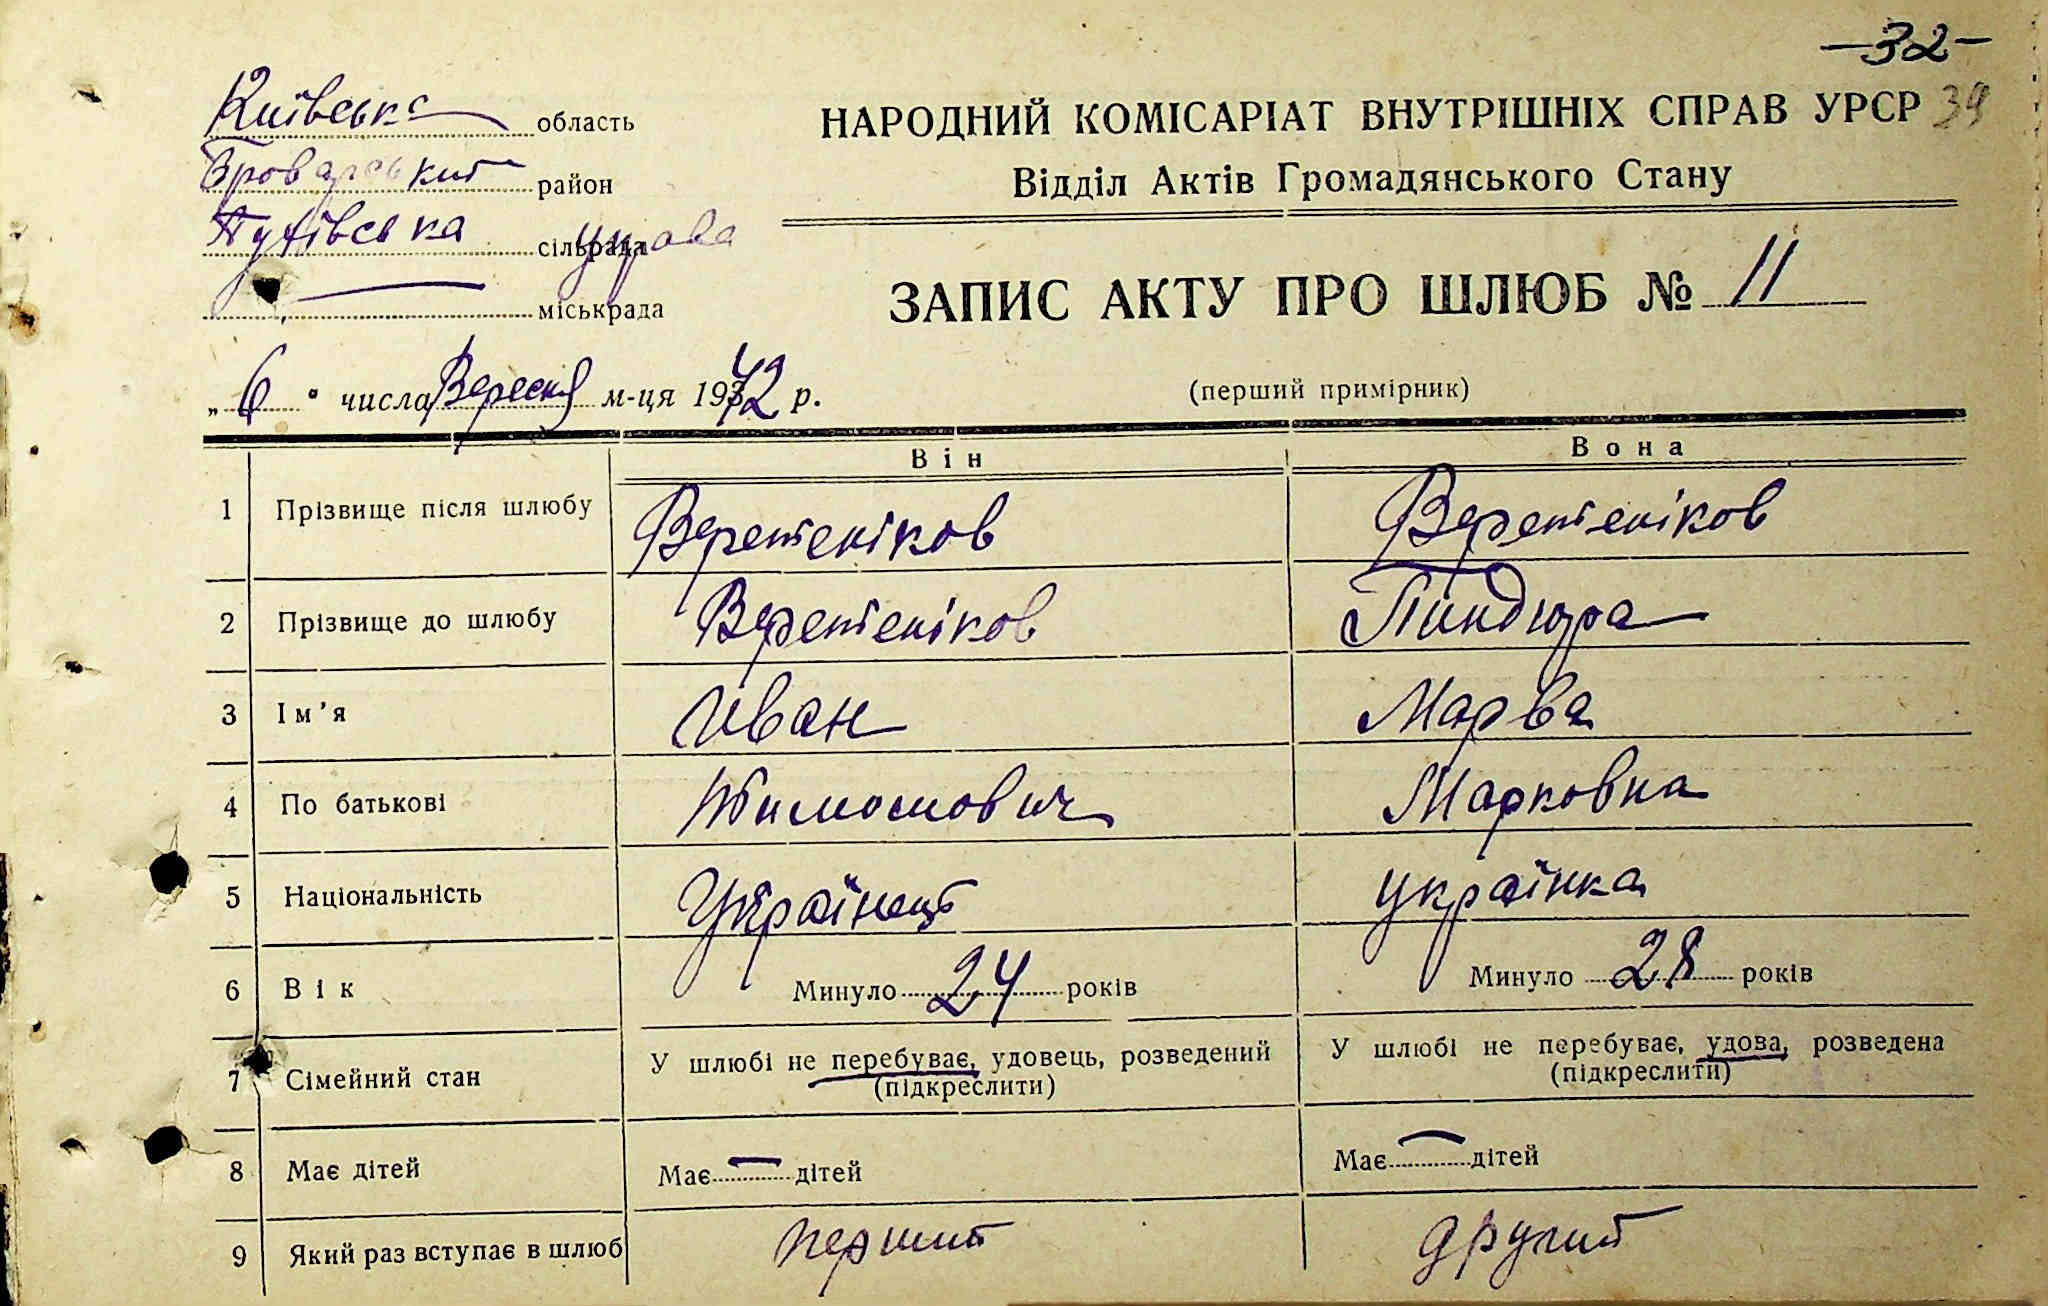 —32—
39
Київська область
Броварський район
Пухівська сільрада управа
міськрада
НАРОДНИЙ КОМІСАРІАТ ВНУТРІШНІХ СПРАВ УРСР
Відділ Актів Громадянського Стану
ЗАПИС АКТУ ПРО ШЛЮБ № 11
„ 6 " числа Вересня м-ця 1942 р.
(перший примірник)
Він Вона
1 Прізвище після шлюбу Веретеніков Веретеніков
2 Прізвище до шлюбу Веретеніков Пиндюра
3 Ім'я Иван Марва
4 По батькові Тимошович Марковна
5 Національність Українець українка
6 Вік Минуло 24 років Минуло 28 років
7 Сімейний стан У шлюбі не перебуває, удовець, розведений (підкреслити) У шлюбі не перебуває, удова, розведена (підкреслити)
8 Має дітей Має — дітей Має — дітей
9 Який раз вступає в шлюб перший другий